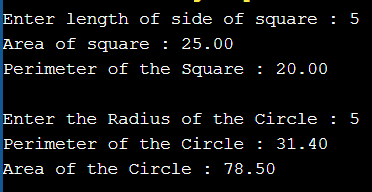 Enter length of side of square : 5
Area of square : 25.00
Perimeter of the Square : 20.00
Enter the Radius of the Circle : 5
Perimeter of the Circle : 31.40
Area of the Circle : 78.50